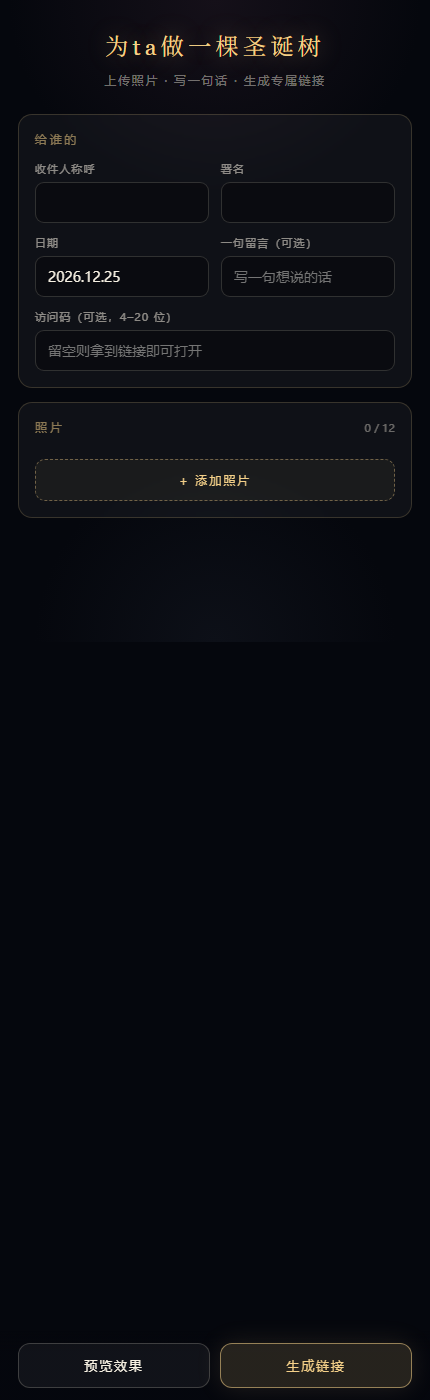 为ta做一棵圣诞树
上传照片 · 写一句话 · 生成专属链接
给谁的
收件人称呼 署名
日期 一句留言（可选）
2026.12.25 写一句想说的话
访问码（可选，4–20 位）
留空则拿到链接即可打开
照片 0 / 12
+ 添加照片
预览效果 生成链接